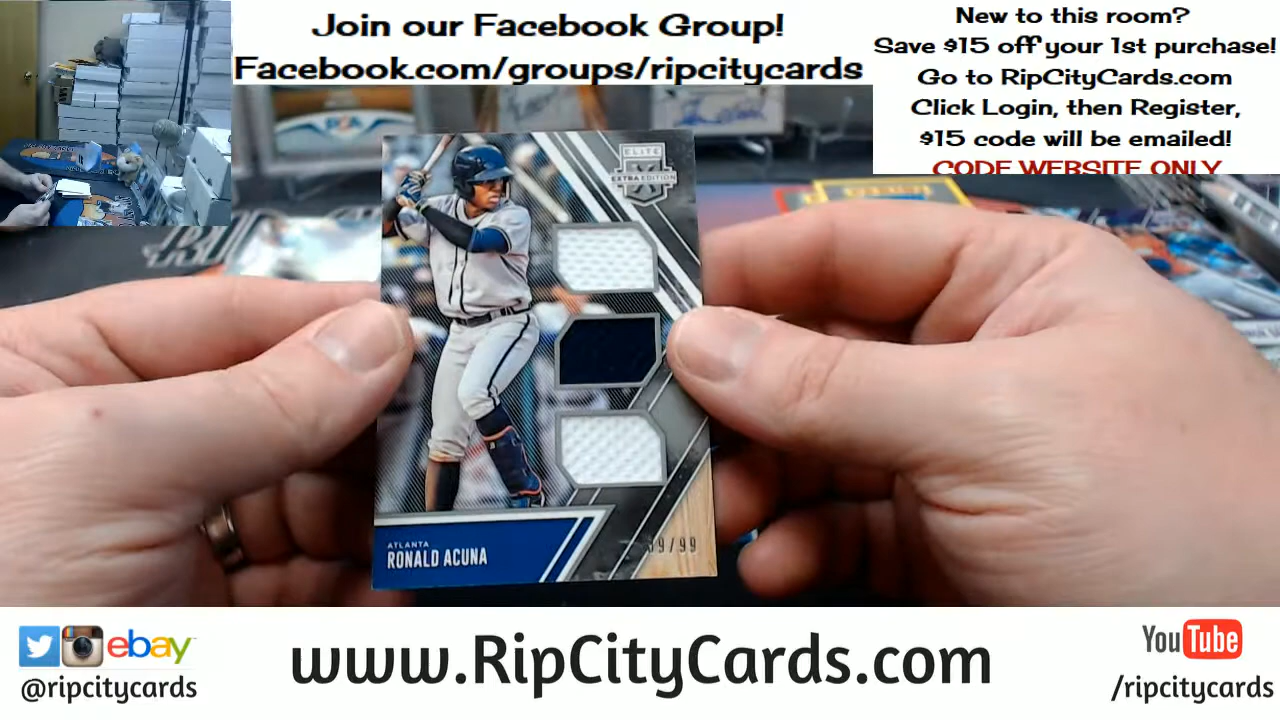 Join our Facebook Group!
Facebook.com/groups/ripcitycards
New to this room?
Save $15 off your 1st purchase!
Go to RipCityCards.com
Click Login, then Register,
$15 code will be emailed!
CODE WEBSITE ONLY
ELITE
EXTRA EDITION
ATLANTA
RONALD ACUNA
/99
ebay
@ripcitycards
www.RipCityCards.com
YouTube
/ripcitycards